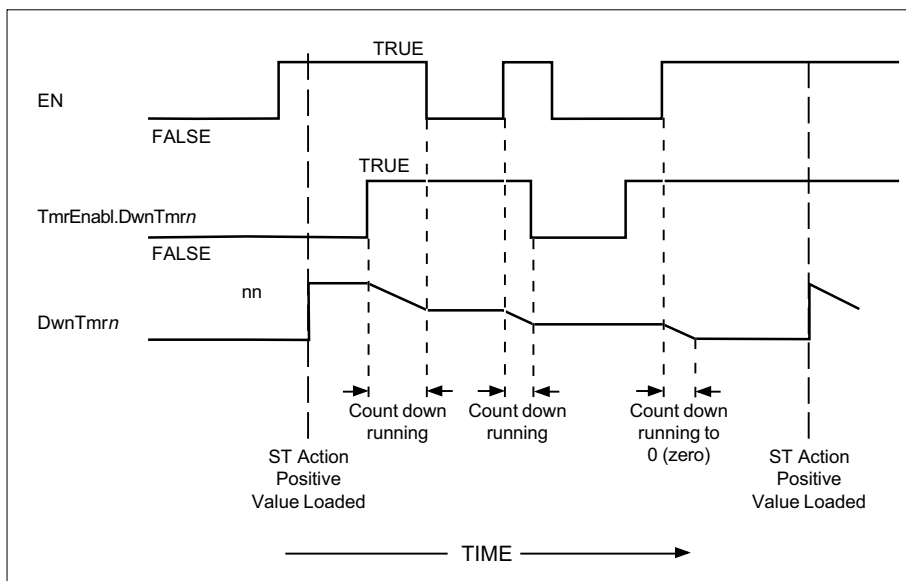 TRUE
EN
FALSE
TRUE
TmrEnabl.DwnTmrn
FALSE
nn
DwnTmrn
Count down
running
Count down
running
Count down
running to
0 (zero)
ST Action
Positive
Value Loaded
ST Action
Positive
Value Loaded
TIME